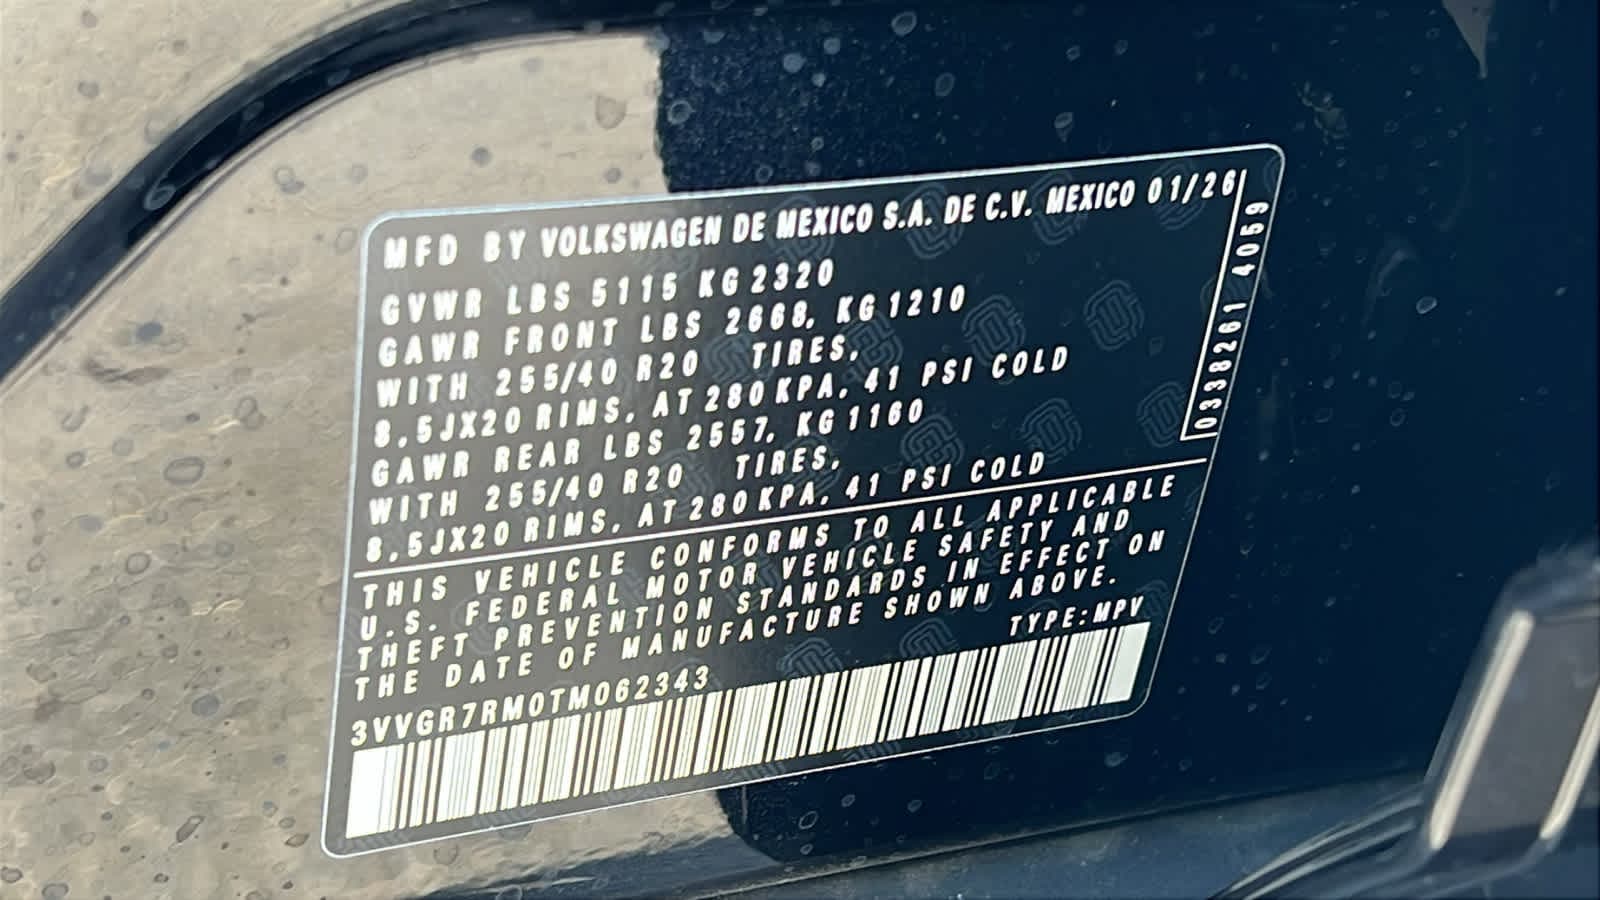 MFD BY VOLKSWAGEN DE MEXICO S.A. DE C.V. MEXICO 01/26
GVWR LBS 5115 KG 2320
GAWR FRONT LBS 2668, KG 1210
WITH 255/40 R20 TIRES,
8,5JX20 RIMS, AT 280 KPA, 41 PSI COLD
GAWR REAR LBS 2557, KG 1160
WITH 255/40 R20 TIRES,
8,5JX20 RIMS, AT 280 KPA, 41 PSI COLD
0338261 4059
THIS VEHICLE CONFORMS TO ALL APPLICABLE
U.S. FEDERAL MOTOR VEHICLE SAFETY AND
THEFT PREVENTION STANDARDS IN EFFECT ON
THE DATE OF MANUFACTURE SHOWN ABOVE.
TYPE: MPV
3VVGR7RM0TM062343